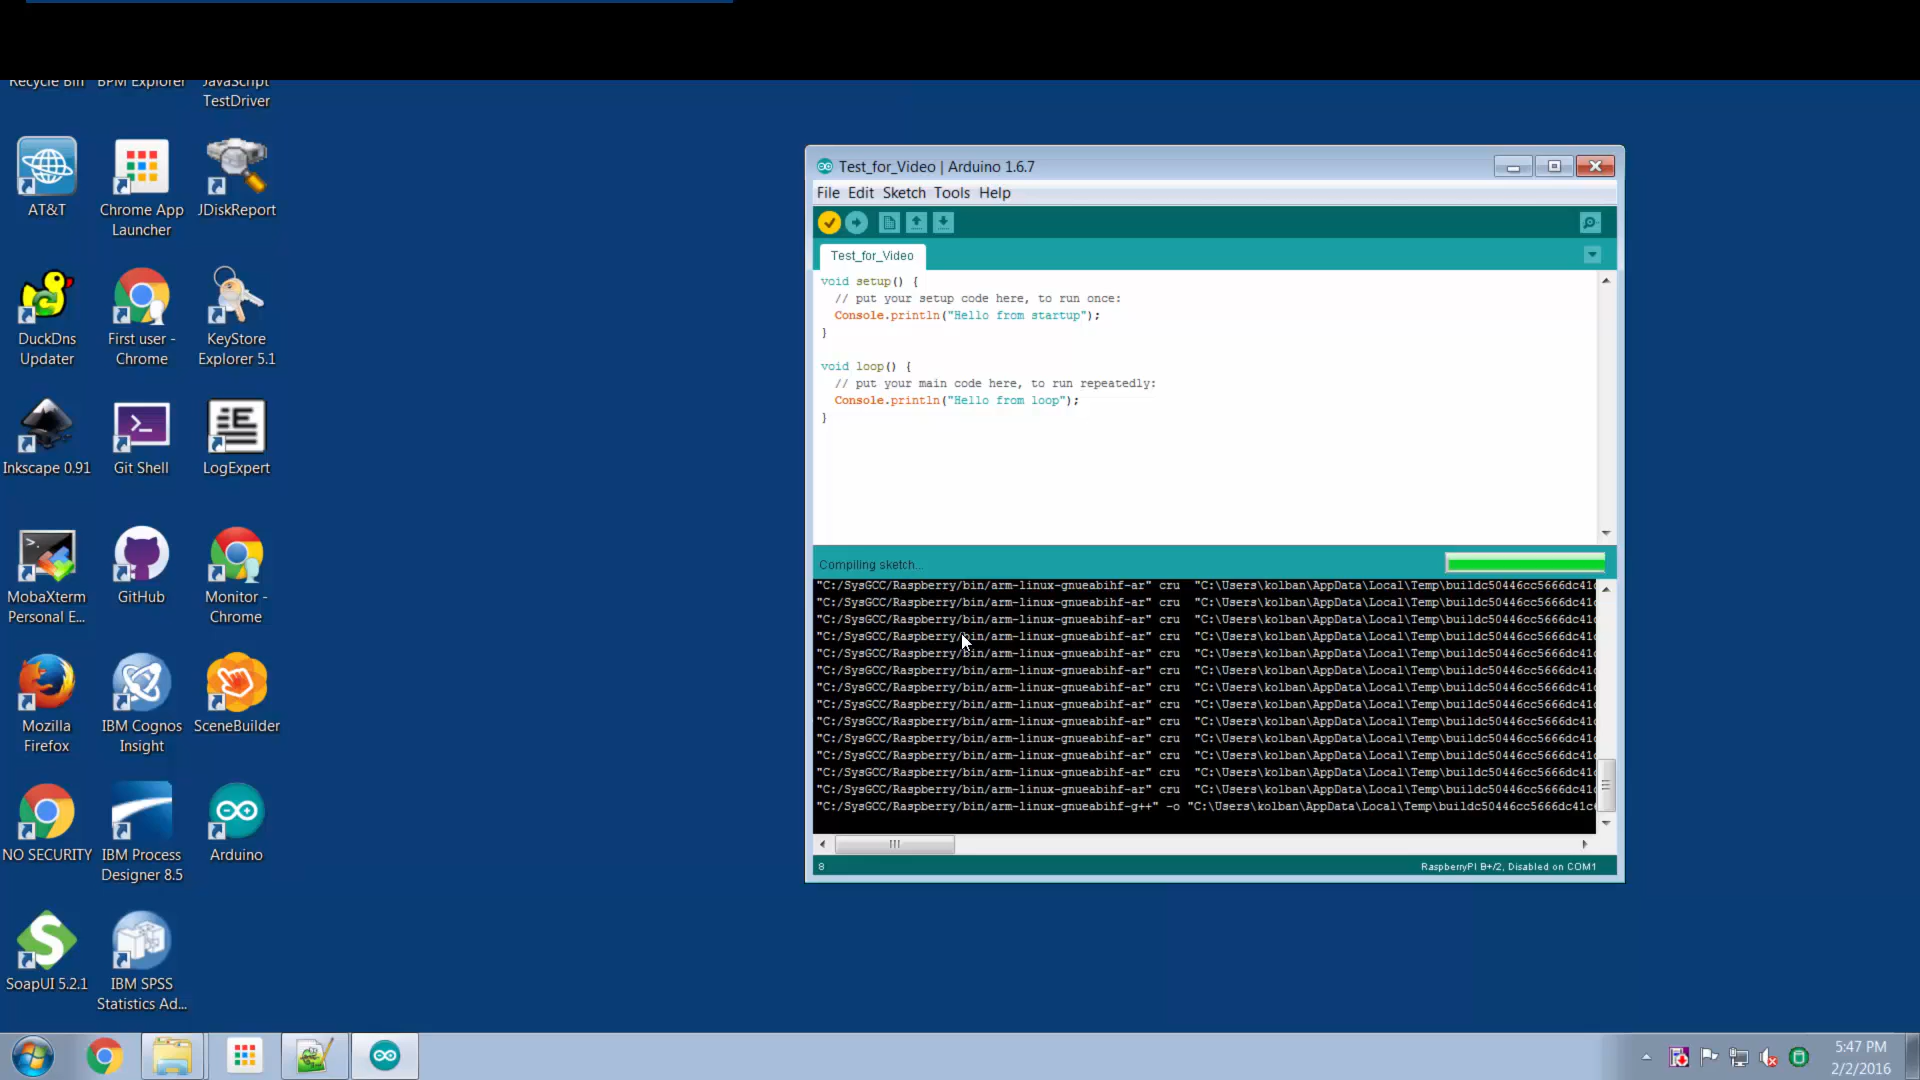 Recycle Bin BPM Explorer JavaScript
TestDriver
AT&T Chrome App JDiskReport
Launcher
DuckDns First user - KeyStore
Updater Chrome Explorer 5.1
Inkscape 0.91 Git Shell LogExpert
MobaXterm GitHub Monitor -
Personal E... Chrome
Mozilla IBM Cognos SceneBuilder
Firefox Insight
NO SECURITY IBM Process Arduino
Designer 8.5
SoapUI 5.2.1 IBM SPSS
Statistics Ad...
Test_for_Video | Arduino 1.6.7
File Edit Sketch Tools Help
Test_for_Video
void setup() {
// put your setup code here, to run once:
Console.println("Hello from startup");
}
void loop() {
// put your main code here, to run repeatedly:
Console.println("Hello from loop");
}
Compiling sketch...
"C:/SysGCC/Raspberry/bin/arm-linux-gnueabihf-ar" cru "C:\Users\kolban\AppData\Local\Temp\buildc50446cc5666dc41c
"C:/SysGCC/Raspberry/bin/arm-linux-gnueabihf-ar" cru "C:\Users\kolban\AppData\Local\Temp\buildc50446cc5666dc41c
"C:/SysGCC/Raspberry/bin/arm-linux-gnueabihf-ar" cru "C:\Users\kolban\AppData\Local\Temp\buildc50446cc5666dc41c
"C:/SysGCC/Raspberry/bin/arm-linux-gnueabihf-ar" cru "C:\Users\kolban\AppData\Local\Temp\buildc50446cc5666dc41c
"C:/SysGCC/Raspberry/bin/arm-linux-gnueabihf-ar" cru "C:\Users\kolban\AppData\Local\Temp\buildc50446cc5666dc41c
"C:/SysGCC/Raspberry/bin/arm-linux-gnueabihf-ar" cru "C:\Users\kolban\AppData\Local\Temp\buildc50446cc5666dc41c
"C:/SysGCC/Raspberry/bin/arm-linux-gnueabihf-ar" cru "C:\Users\kolban\AppData\Local\Temp\buildc50446cc5666dc41c
"C:/SysGCC/Raspberry/bin/arm-linux-gnueabihf-ar" cru "C:\Users\kolban\AppData\Local\Temp\buildc50446cc5666dc41c
"C:/SysGCC/Raspberry/bin/arm-linux-gnueabihf-ar" cru "C:\Users\kolban\AppData\Local\Temp\buildc50446cc5666dc41c
"C:/SysGCC/Raspberry/bin/arm-linux-gnueabihf-ar" cru "C:\Users\kolban\AppData\Local\Temp\buildc50446cc5666dc41c
"C:/SysGCC/Raspberry/bin/arm-linux-gnueabihf-ar" cru "C:\Users\kolban\AppData\Local\Temp\buildc50446cc5666dc41c
"C:/SysGCC/Raspberry/bin/arm-linux-gnueabihf-ar" cru "C:\Users\kolban\AppData\Local\Temp\buildc50446cc5666dc41c
"C:/SysGCC/Raspberry/bin/arm-linux-gnueabihf-ar" cru "C:\Users\kolban\AppData\Local\Temp\buildc50446cc5666dc41c
"C:/SysGCC/Raspberry/bin/arm-linux-gnueabihf-g++" -o "C:\Users\kolban\AppData\Local\Temp\buildc50446cc5666dc41c6
8 RaspberryPI B+/2, Disabled on COM1
5:47 PM
2/2/2016